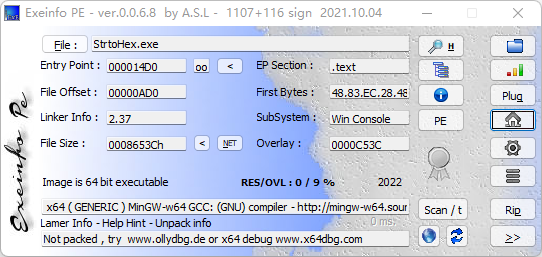 Exeinfo PE - ver.0.0.6.8 by A.S.L - 1107+116 sign 2021.10.04
File : StrtoHex.exe H
Entry Point : 000014D0 oo < EP Section : .text
File Offset : 00000AD0 First Bytes : 48.83.EC.28.48 Plug
Linker Info : 2.37 SubSystem : Win Console PE
File Size : 0008653Ch < NET Overlay : 0000C53C
Image is 64 bit executable RES/OVL : 0 / 9 % 2022
x64 ( GENERIC ) MinGW-w64 GCC: (GNU) compiler - http://mingw-w64.sour Scan / t Rip
Lamer Info - Help Hint - Unpack info 0 ms.
Not packed , try www.ollydbg.de or x64 debug www.x64dbg.com >>
Exeinfo Pe